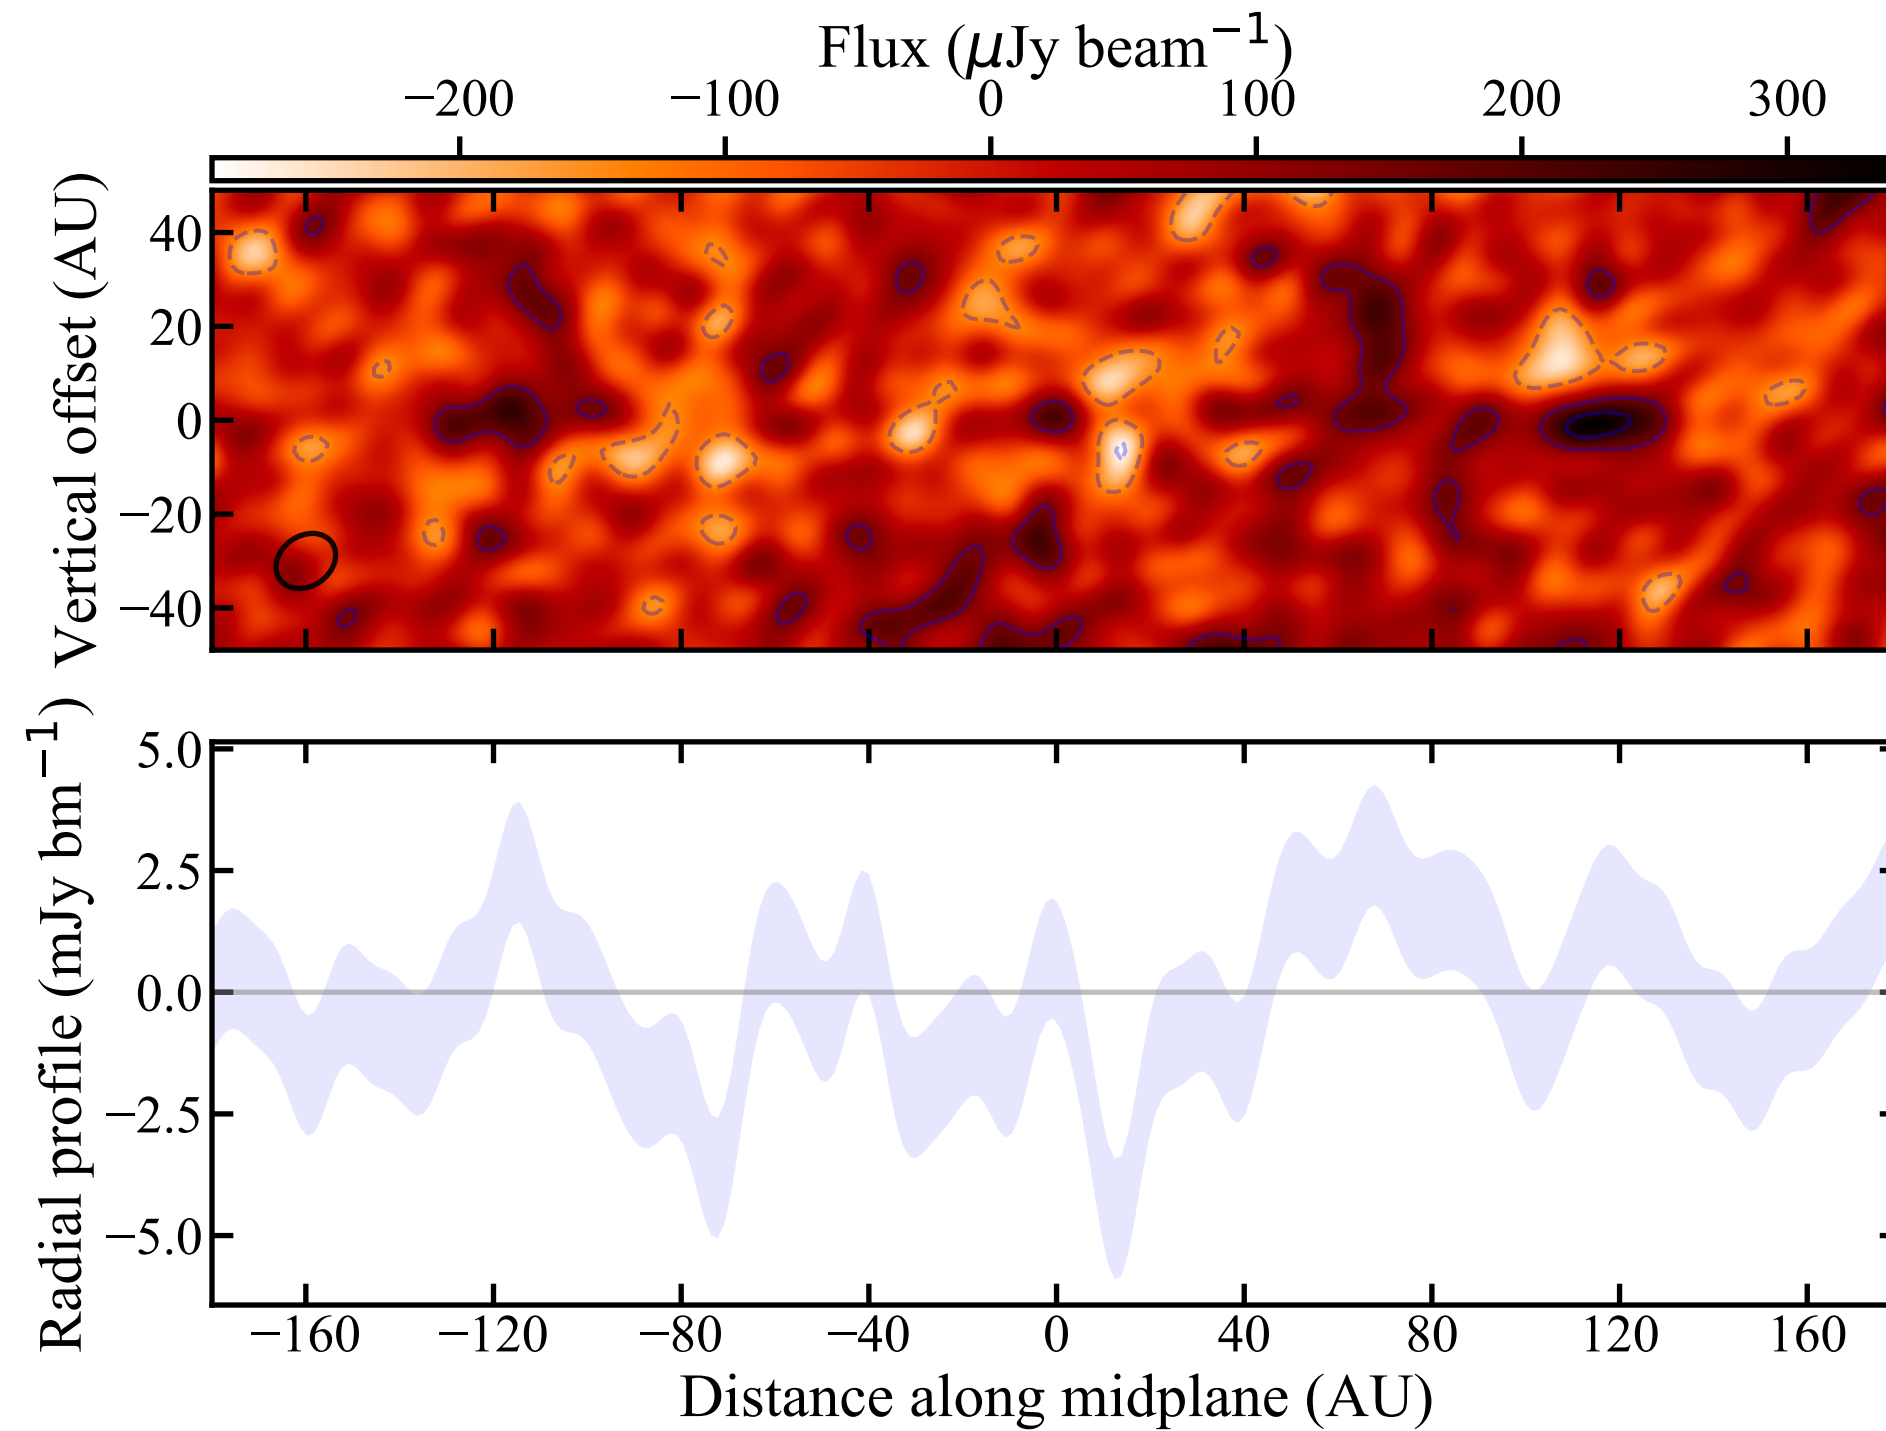 Flux (μJy beam⁻¹)
−200 −100 0 100 200 300
Vertical offset (AU)
40
20
0
−20
−40
Radial profile (mJy bm⁻¹)
5.0
2.5
0.0
−2.5
−5.0
−160 −120 −80 −40 0 40 80 120 160
Distance along midplane (AU)